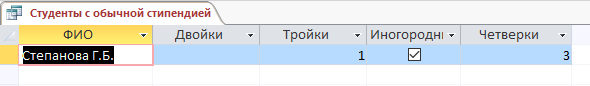 Студенты с обычной стипендией
ФИО Двойки Тройки Иногородни Четверки
Степанова Г.Б. 1 3